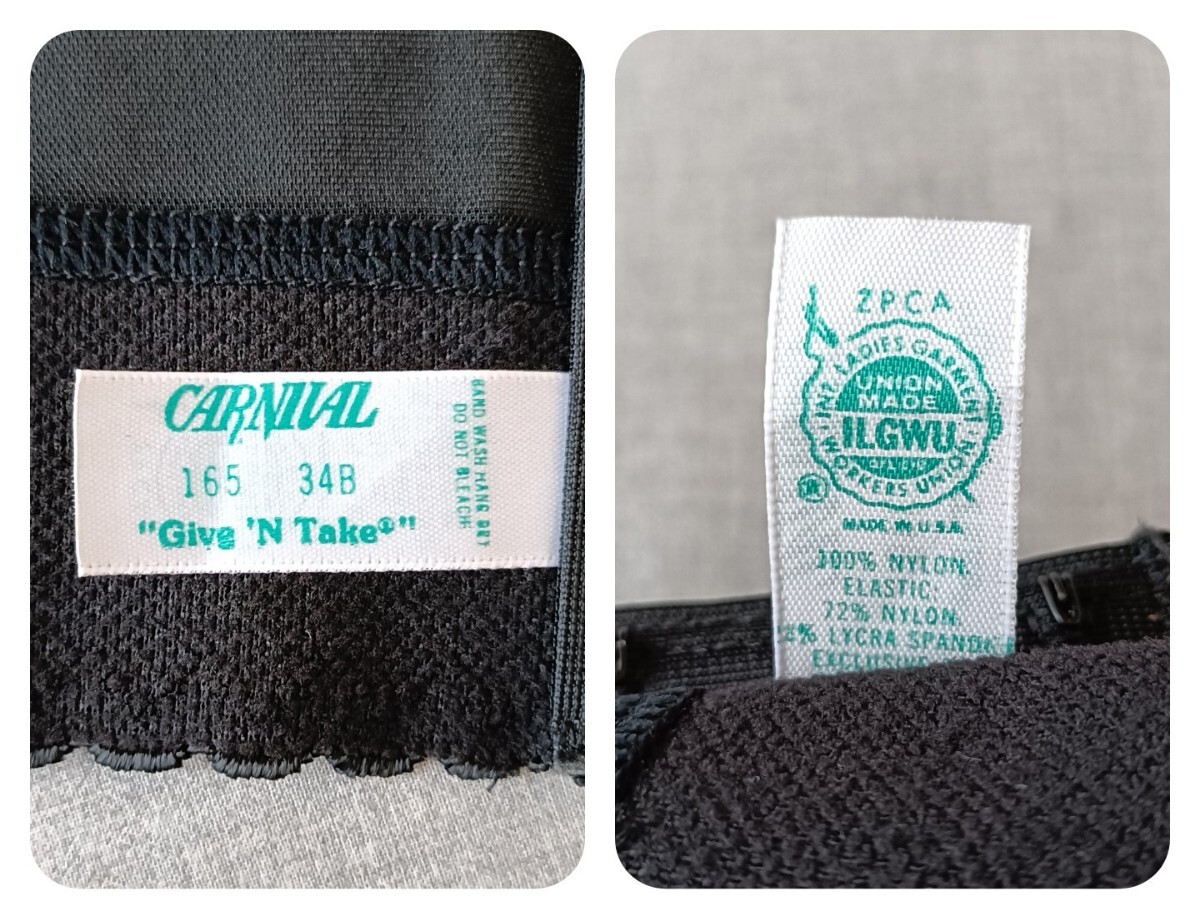 CARNIVAL
165 34B
"Give 'N Take®"
HAND WASH HANG DRY
DO NOT BLEACH
ZPCA
INT. LADIES GARMENT WORKERS UNION
UNION
MADE
ILGWU
®
MADE IN U.S.A.
100% NYLON
ELASTIC
72% NYLON
LYCRA SPANDEX
EXCLUSIVE